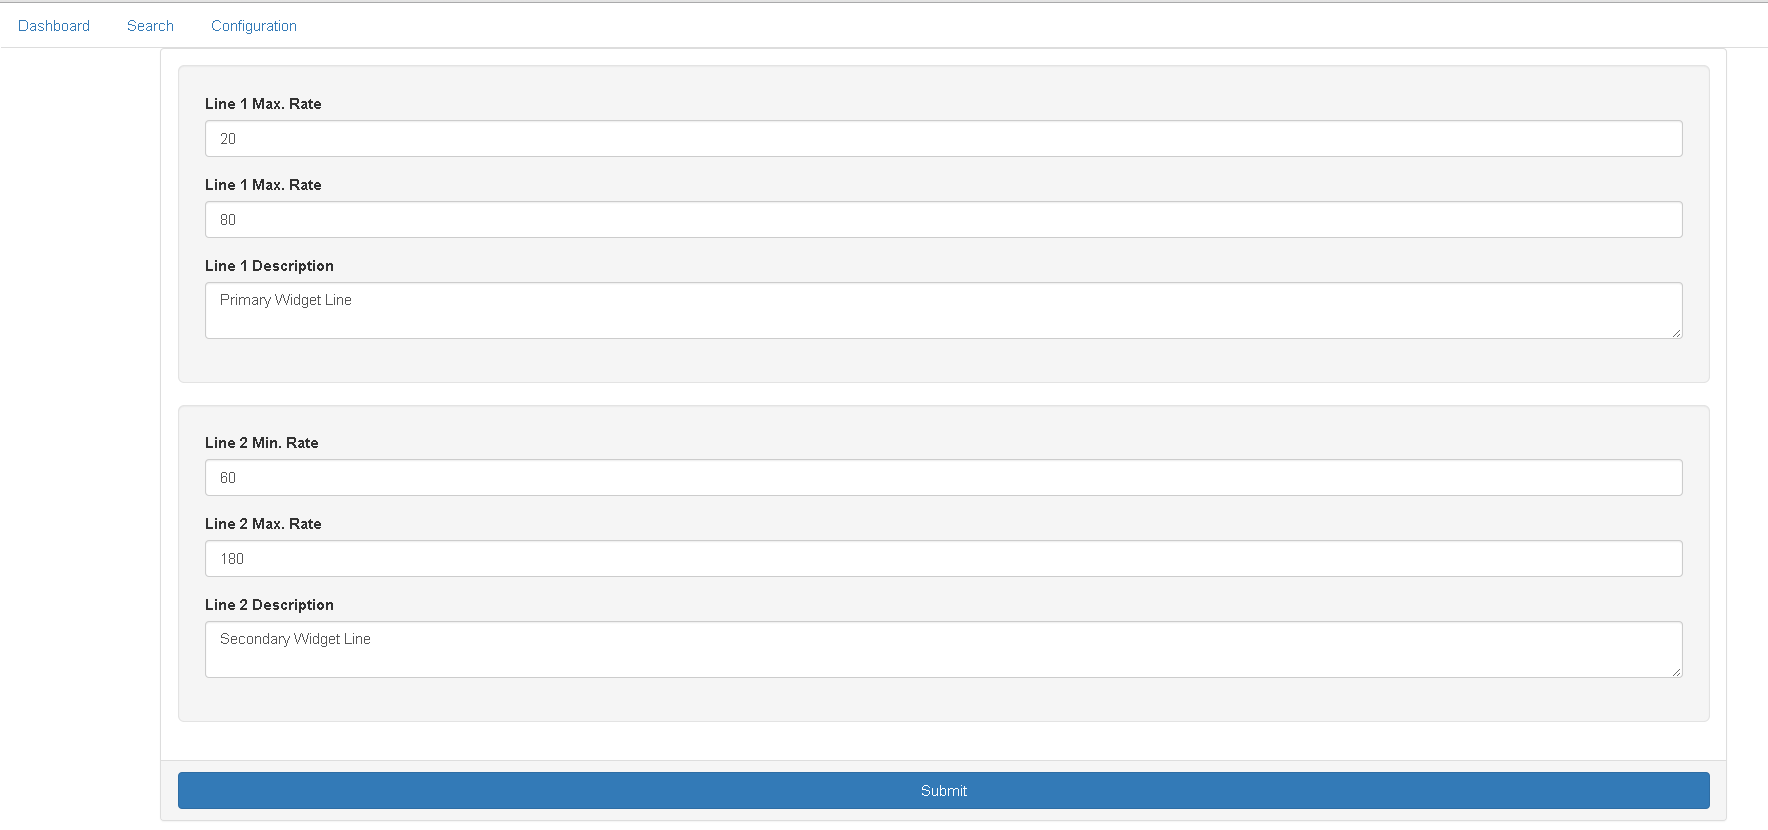 Dashboard Search Configuration
Line 1 Max. Rate
20
Line 1 Max. Rate
80
Line 1 Description
Primary Widget Line
Line 2 Min. Rate
60
Line 2 Max. Rate
180
Line 2 Description
Secondary Widget Line
Submit